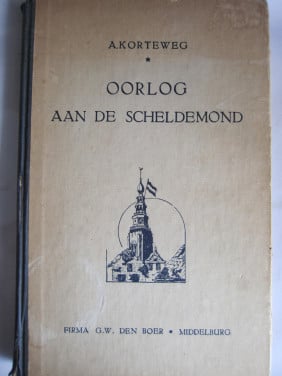 A.KORTEWEG
★
OORLOG
AAN DE SCHELDEMOND
FIRMA G.W. DEN BOER ★ MIDDELBURG